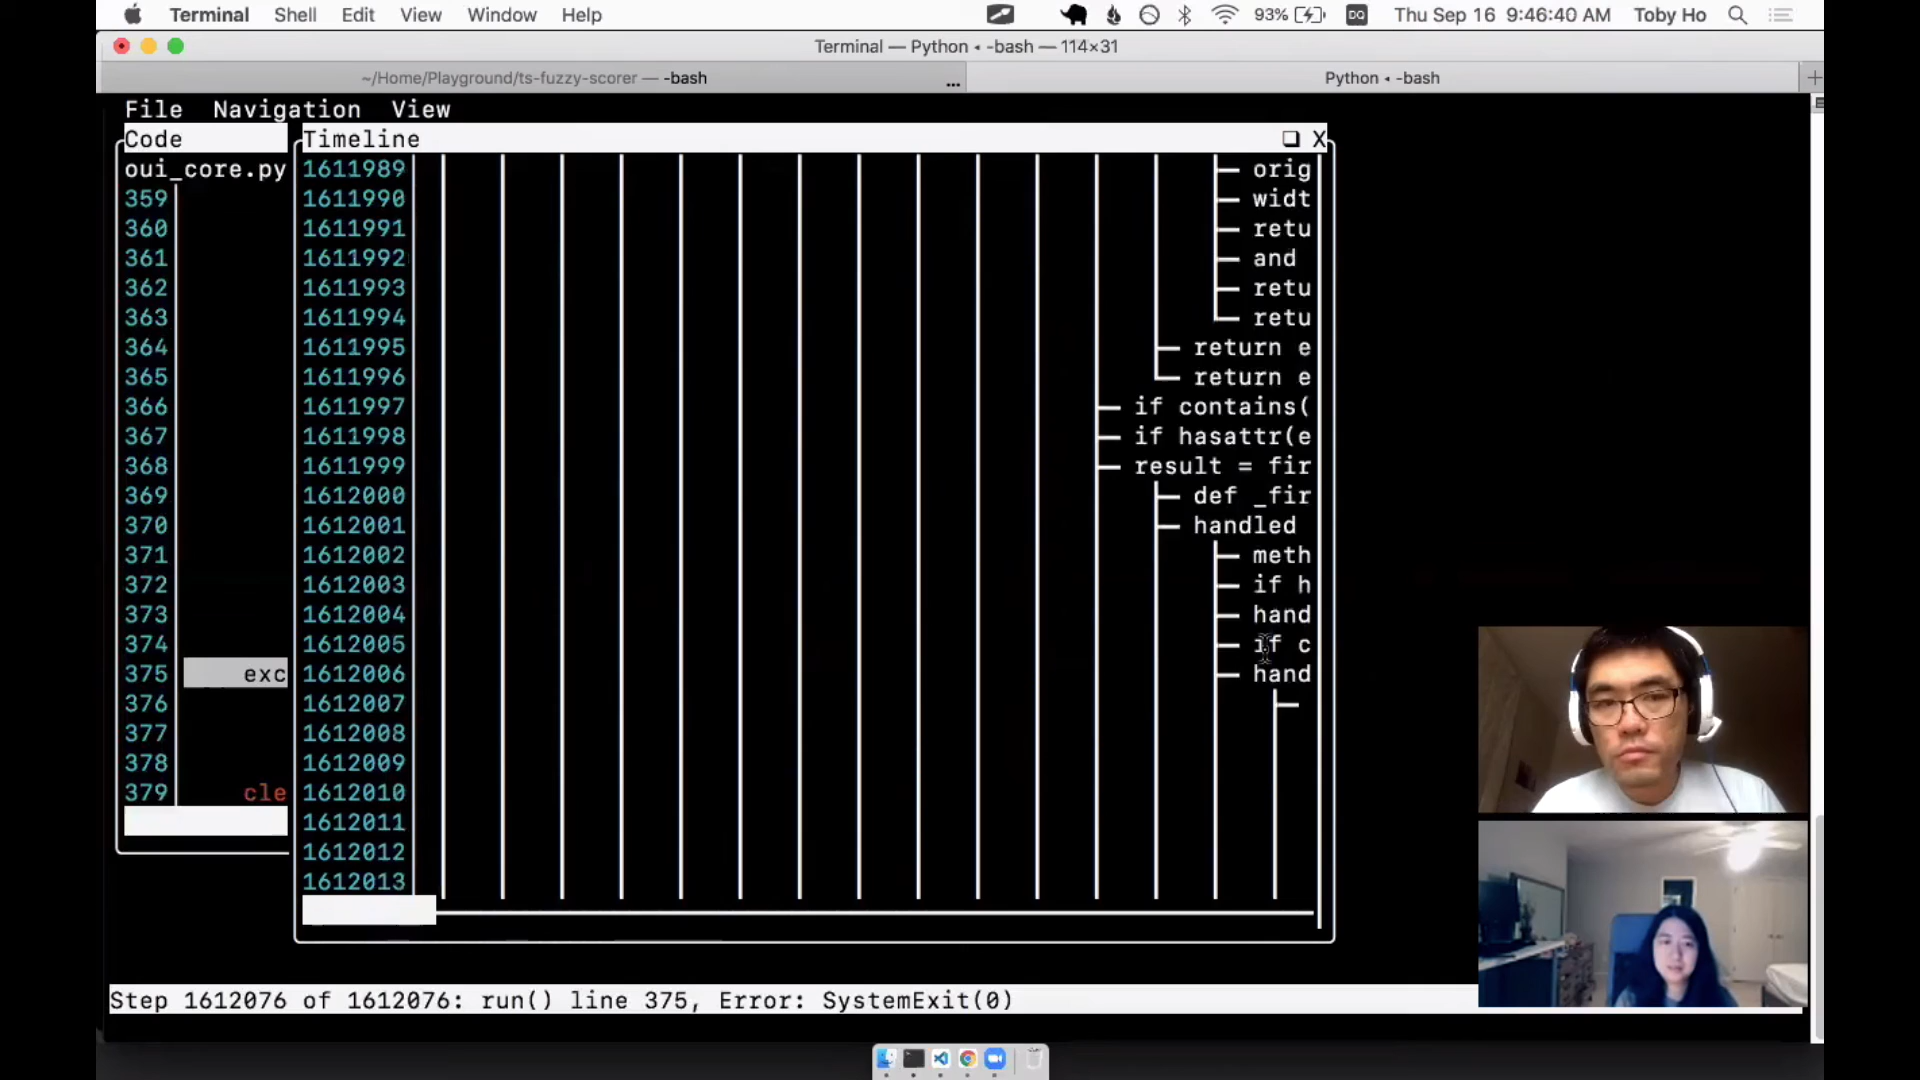 Terminal Shell Edit View Window Help 93% DQ Thu Sep 16 9:46:40 AM Toby Ho
Terminal — Python ◂ -bash — 114×31
~/Home/Playground/ts-fuzzy-scorer — -bash ... Python ◂ -bash +
File Navigation View
Code Timeline ❏ X
oui_core.py 1611989 orig
359 1611990 widt
360 1611991 retu
361 1611992 and
362 1611993 retu
363 1611994 retu
364 1611995 return e
365 1611996 return e
366 1611997 if contains(
367 1611998 if hasattr(e
368 1611999 result = fir
369 1612000 def _fir
370 1612001 handled
371 1612002 meth
372 1612003 if h
373 1612004 hand
374 1612005 if c
375 exc 1612006 hand
376 1612007
377 1612008
378 1612009
379 cle 1612010
1612011
1612012
1612013
Step 1612076 of 1612076: run() line 375, Error: SystemExit(0)